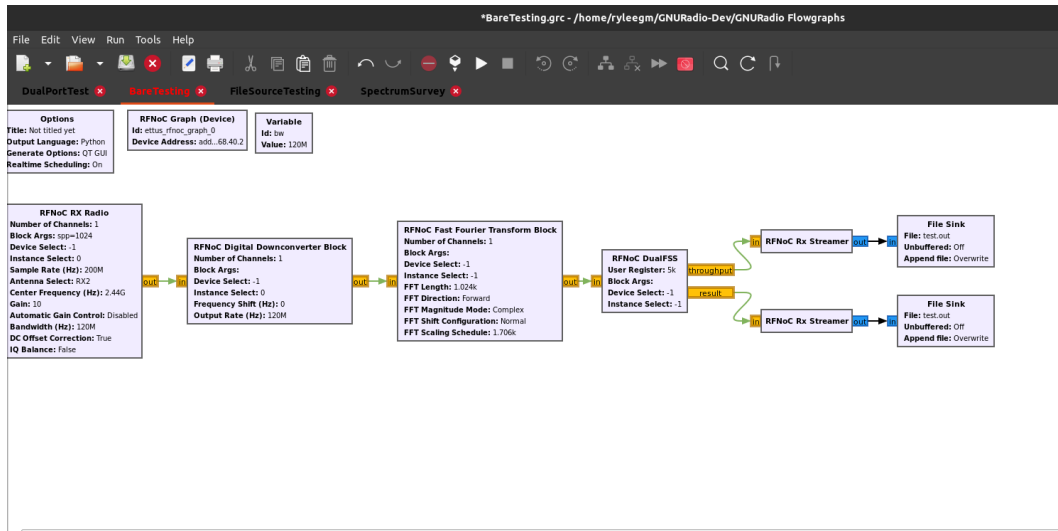 *BareTesting.grc - /home/ryleegm/GNURadio-Dev/GNURadio Flowgraphs
File Edit View Run Tools Help
DualPortTest BareTesting FileSourceTesting SpectrumSurvey
Options
Title: Not titled yet
Output Language: Python
Generate Options: QT GUI
Realtime Scheduling: On
RFNoC Graph (Device)
Id: ettus_rfnoc_graph_0
Device Address: add...68.40.2
Variable
Id: bw
Value: 120M
RFNoC RX Radio
Number of Channels: 1
Block Args: spp=1024
Device Select: -1
Instance Select: 0
Sample Rate (Hz): 200M
Antenna Select: RX2
Center Frequency (Hz): 2.44G
Gain: 10
Automatic Gain Control: Disabled
Bandwidth (Hz): 120M
DC Offset Correction: True
IQ Balance: False
out
in
RFNoC Digital Downconverter Block
Number of Channels: 1
Block Args:
Device Select: -1
Instance Select: 0
Frequency Shift (Hz): 0
Output Rate (Hz): 120M
out
in
RFNoC Fast Fourier Transform Block
Number of Channels: 1
Block Args:
Device Select: -1
Instance Select: -1
FFT Length: 1.024k
FFT Direction: Forward
FFT Magnitude Mode: Complex
FFT Shift Configuration: Normal
FFT Scaling Schedule: 1.706k
out
in
RFNoC DualFSS
User Register: 5k
Block Args:
Device Select: -1
Instance Select: -1
throughput
result
in
RFNoC Rx Streamer
out
in
File Sink
File: test.out
Unbuffered: Off
Append file: Overwrite
in
RFNoC Rx Streamer
out
in
File Sink
File: test.out
Unbuffered: Off
Append file: Overwrite